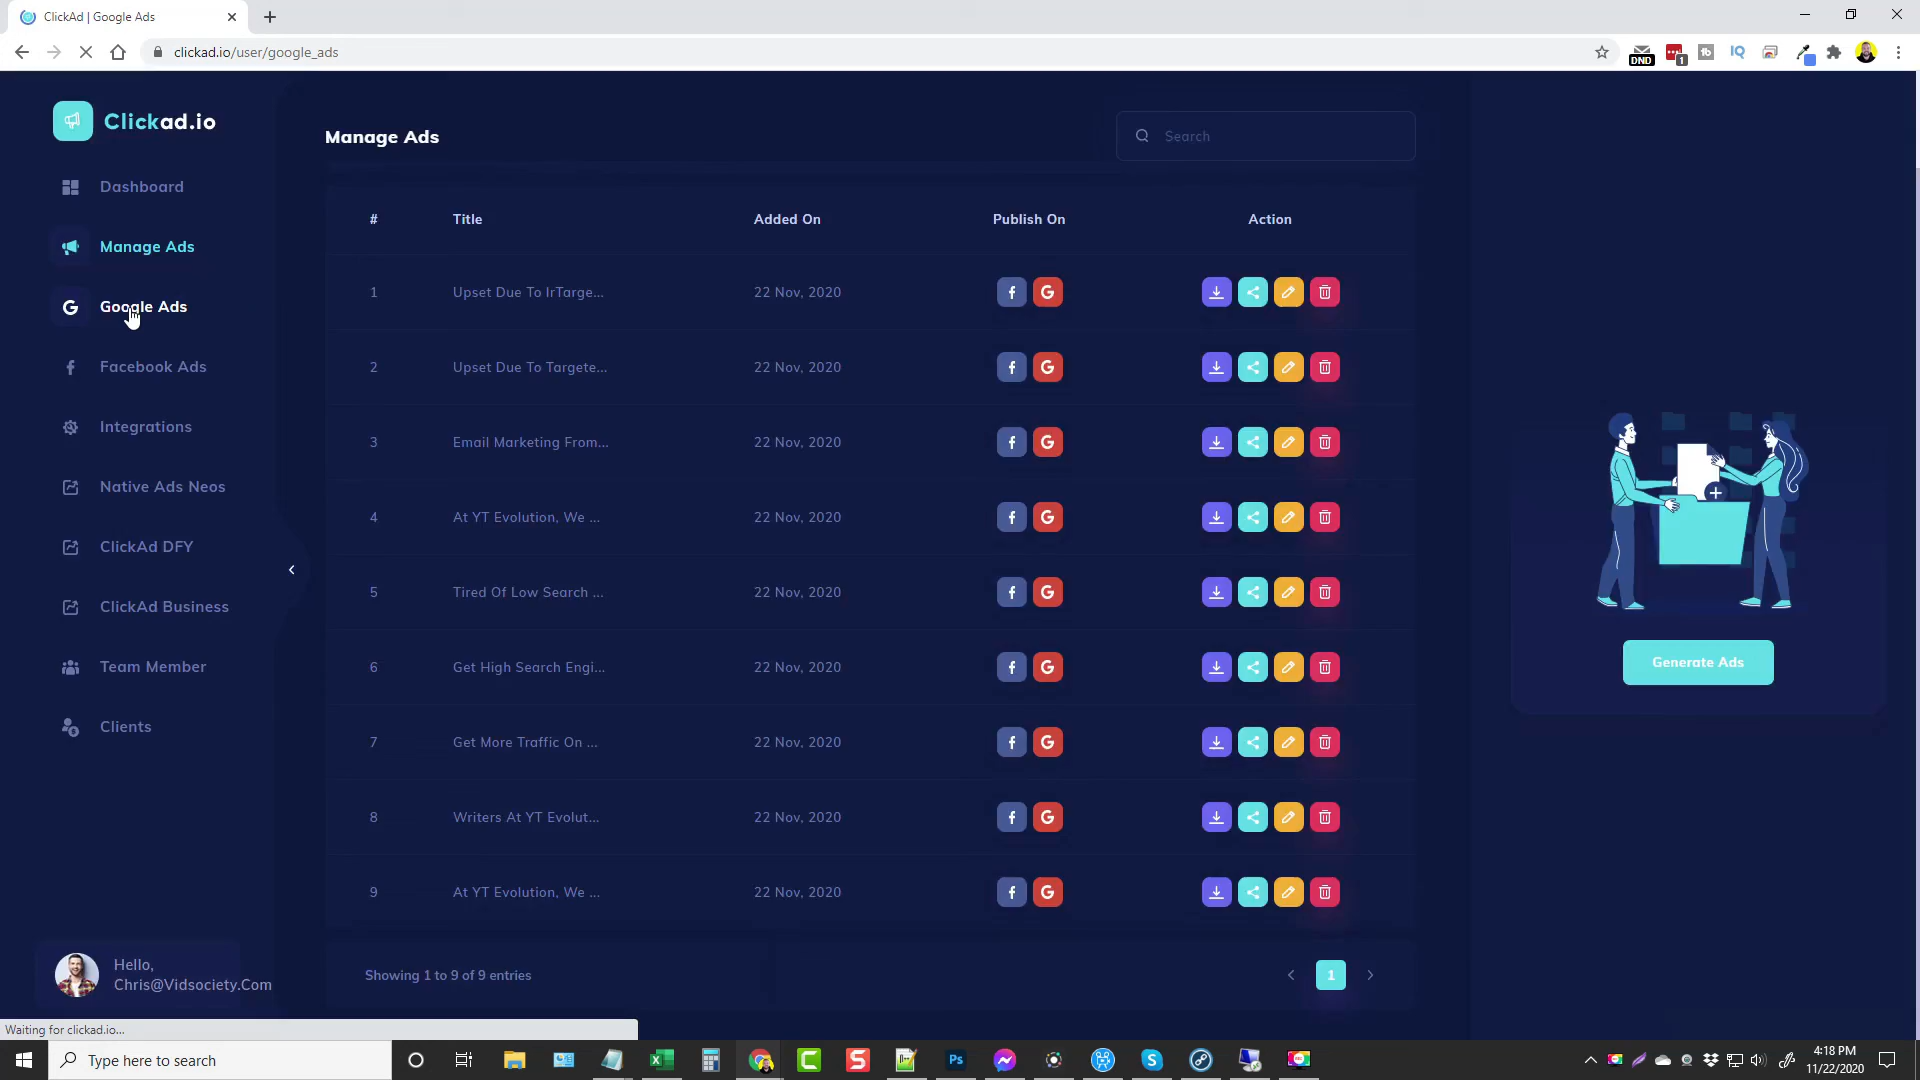 ClickAd | Google Ads
clickad.io/user/google_ads
DND
1
IQ
Clickad.io
Manage Ads
Search
Dashboard
Manage Ads
Google Ads
Facebook Ads
Integrations
Native Ads Neos
ClickAd DFY
ClickAd Business
Team Member
Clients
# Title Added On Publish On Action
1 Upset Due To IrTarge... 22 Nov, 2020
2 Upset Due To Targete... 22 Nov, 2020
3 Email Marketing From... 22 Nov, 2020
4 At YT Evolution, We ... 22 Nov, 2020
5 Tired Of Low Search ... 22 Nov, 2020
6 Get High Search Engi... 22 Nov, 2020
7 Get More Traffic On ... 22 Nov, 2020
8 Writers At YT Evolut... 22 Nov, 2020
9 At YT Evolution, We ... 22 Nov, 2020
Showing 1 to 9 of 9 entries
1
Generate Ads
Hello,
Chris@Vidsociety.Com
Waiting for clickad.io...
Type here to search
Ps
4:18 PM
11/22/2020